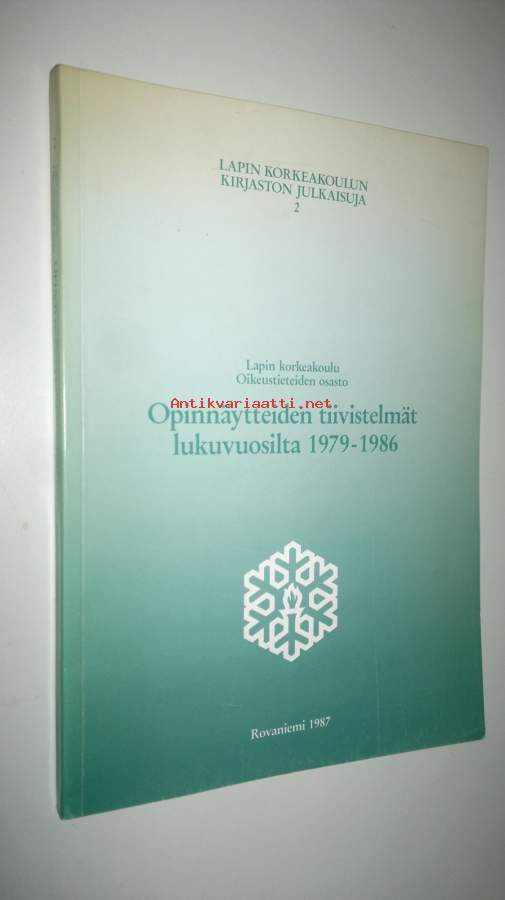 LAPIN KORKEAKOULUN
KIRJASTON JULKAISUJA
2
Lapin korkeakoulu
Oikeustieteiden osasto
Antikvariaatti.net
Opinnäytteiden tiivistelmät
lukuvuosilta 1979-1986
Rovaniemi 1987